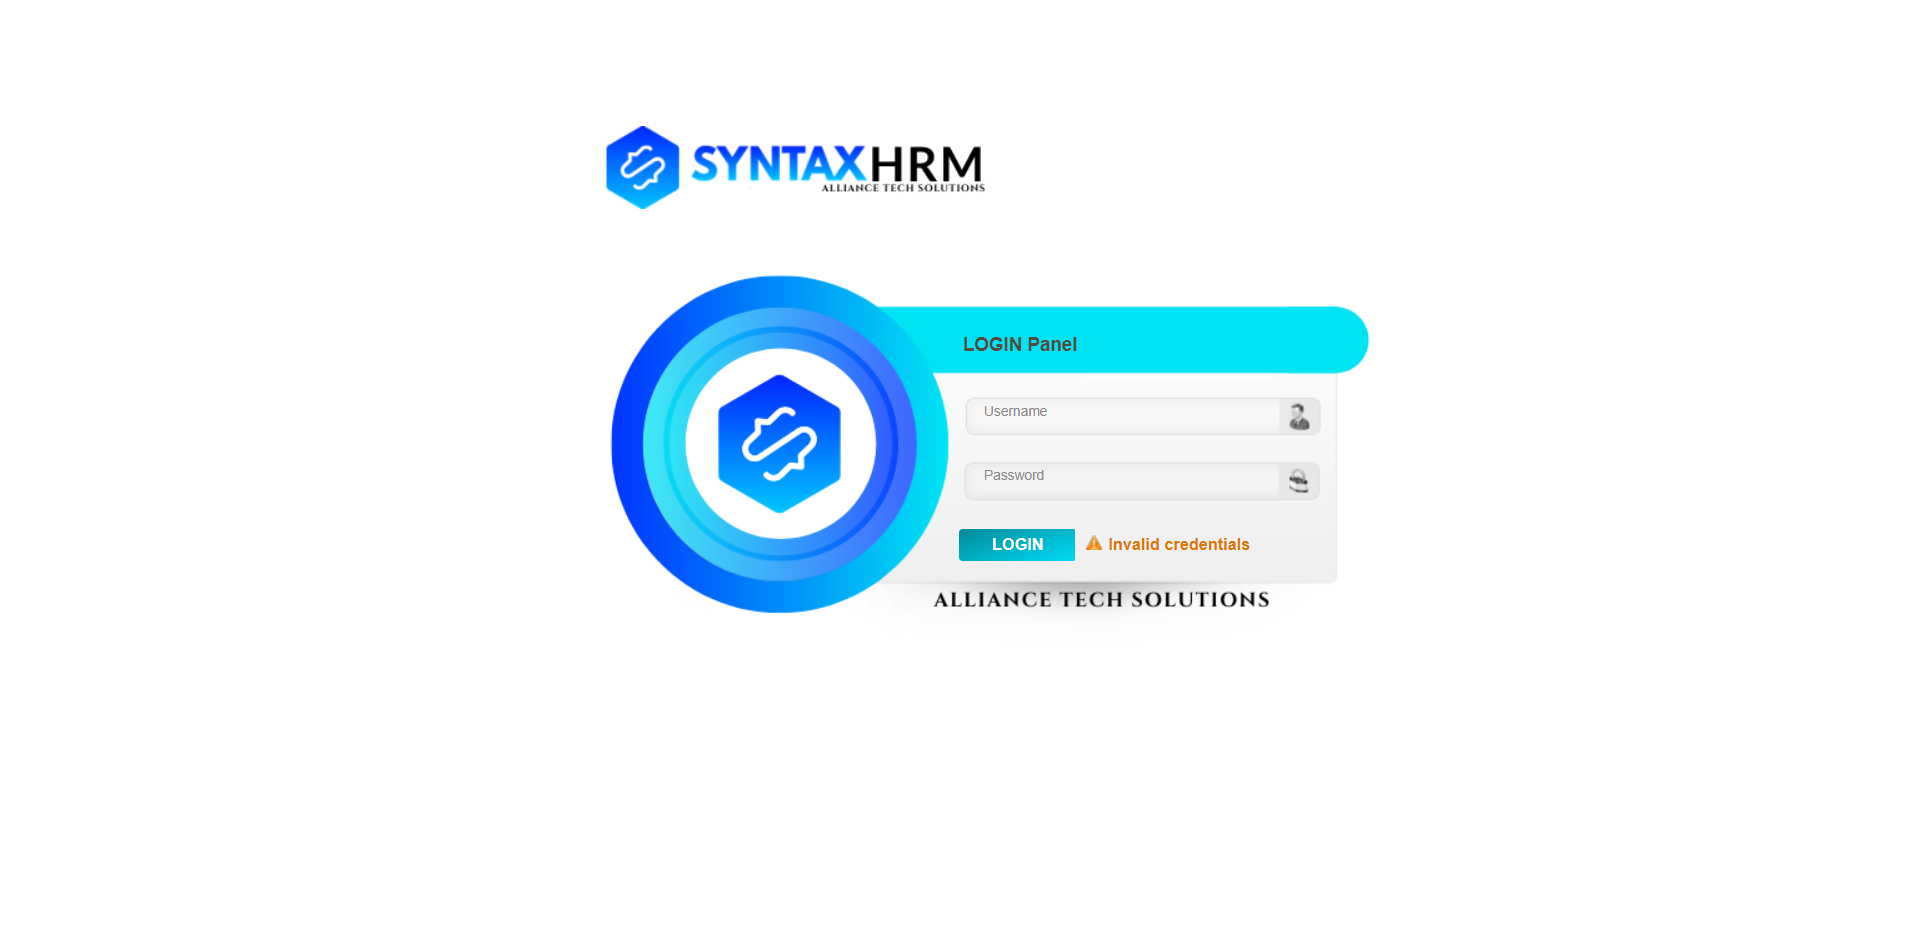 SYNTAXHRM
ALLIANCE TECH SOLUTIONS
LOGIN Panel
Username
Password
LOGIN
Invalid credentials
ALLIANCE TECH SOLUTIONS